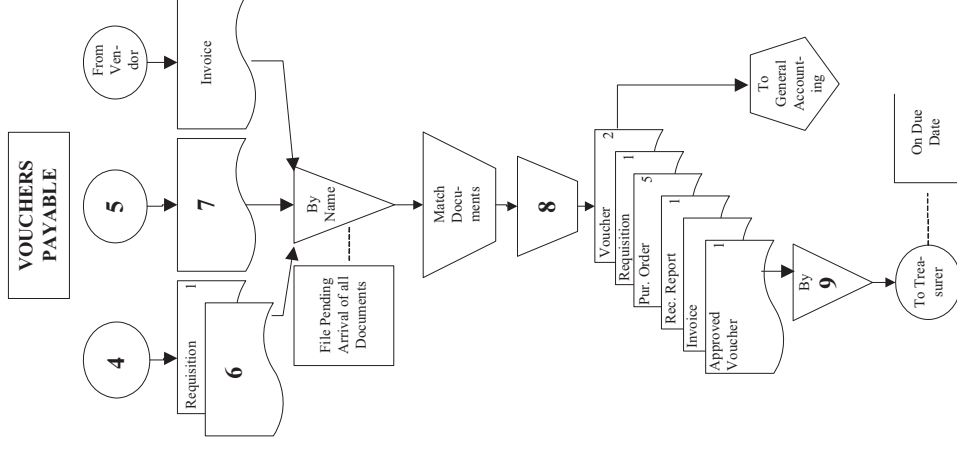 VOUCHERS
PAYABLE
4
5
From
Ven-
dor
Requisition
1
6
7
Invoice
File Pending
Arrival of all
Documents
By
Name
Match
Docu-
ments
8
Voucher
2
Requisition
1
Pur. Order
5
Rec. Report
1
Invoice
Approved
Voucher
1
To
General
Account-
ing
By
9
To Trea-
surer
On Due
Date